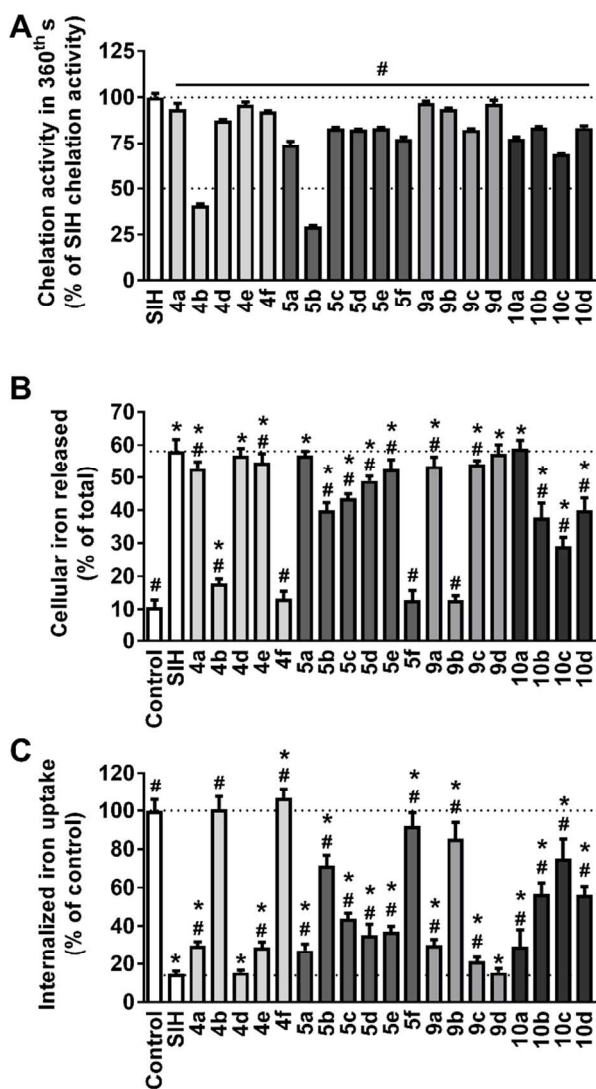 A
Chelation activity in 360th s
(% of SIH chelation activity)
125
100
75
50
25
0
#
SIH 4a 4b 4d 4e 4f 5a 5b 5c 5d 5e 5f 9a 9b 9c 9d 10a 10b 10c 10d
B
Cellular iron released
(% of total)
70
60
50
40
30
20
10
0
# * *# *# * *# # * *# *# *# *# # *# # *# * * *# *# *#
Control SIH 4a 4b 4d 4e 4f 5a 5b 5c 5d 5e 5f 9a 9b 9c 9d 10a 10b 10c 10d
C
Internalized iron uptake
(% of control)
120
100
80
60
40
20
0
# * *# # * *# *# *# *# *# *# *# *# *# *# *# * *# *# *# *#
Control SIH 4a 4b 4d 4e 4f 5a 5b 5c 5d 5e 5f 9a 9b 9c 9d 10a 10b 10c 10d